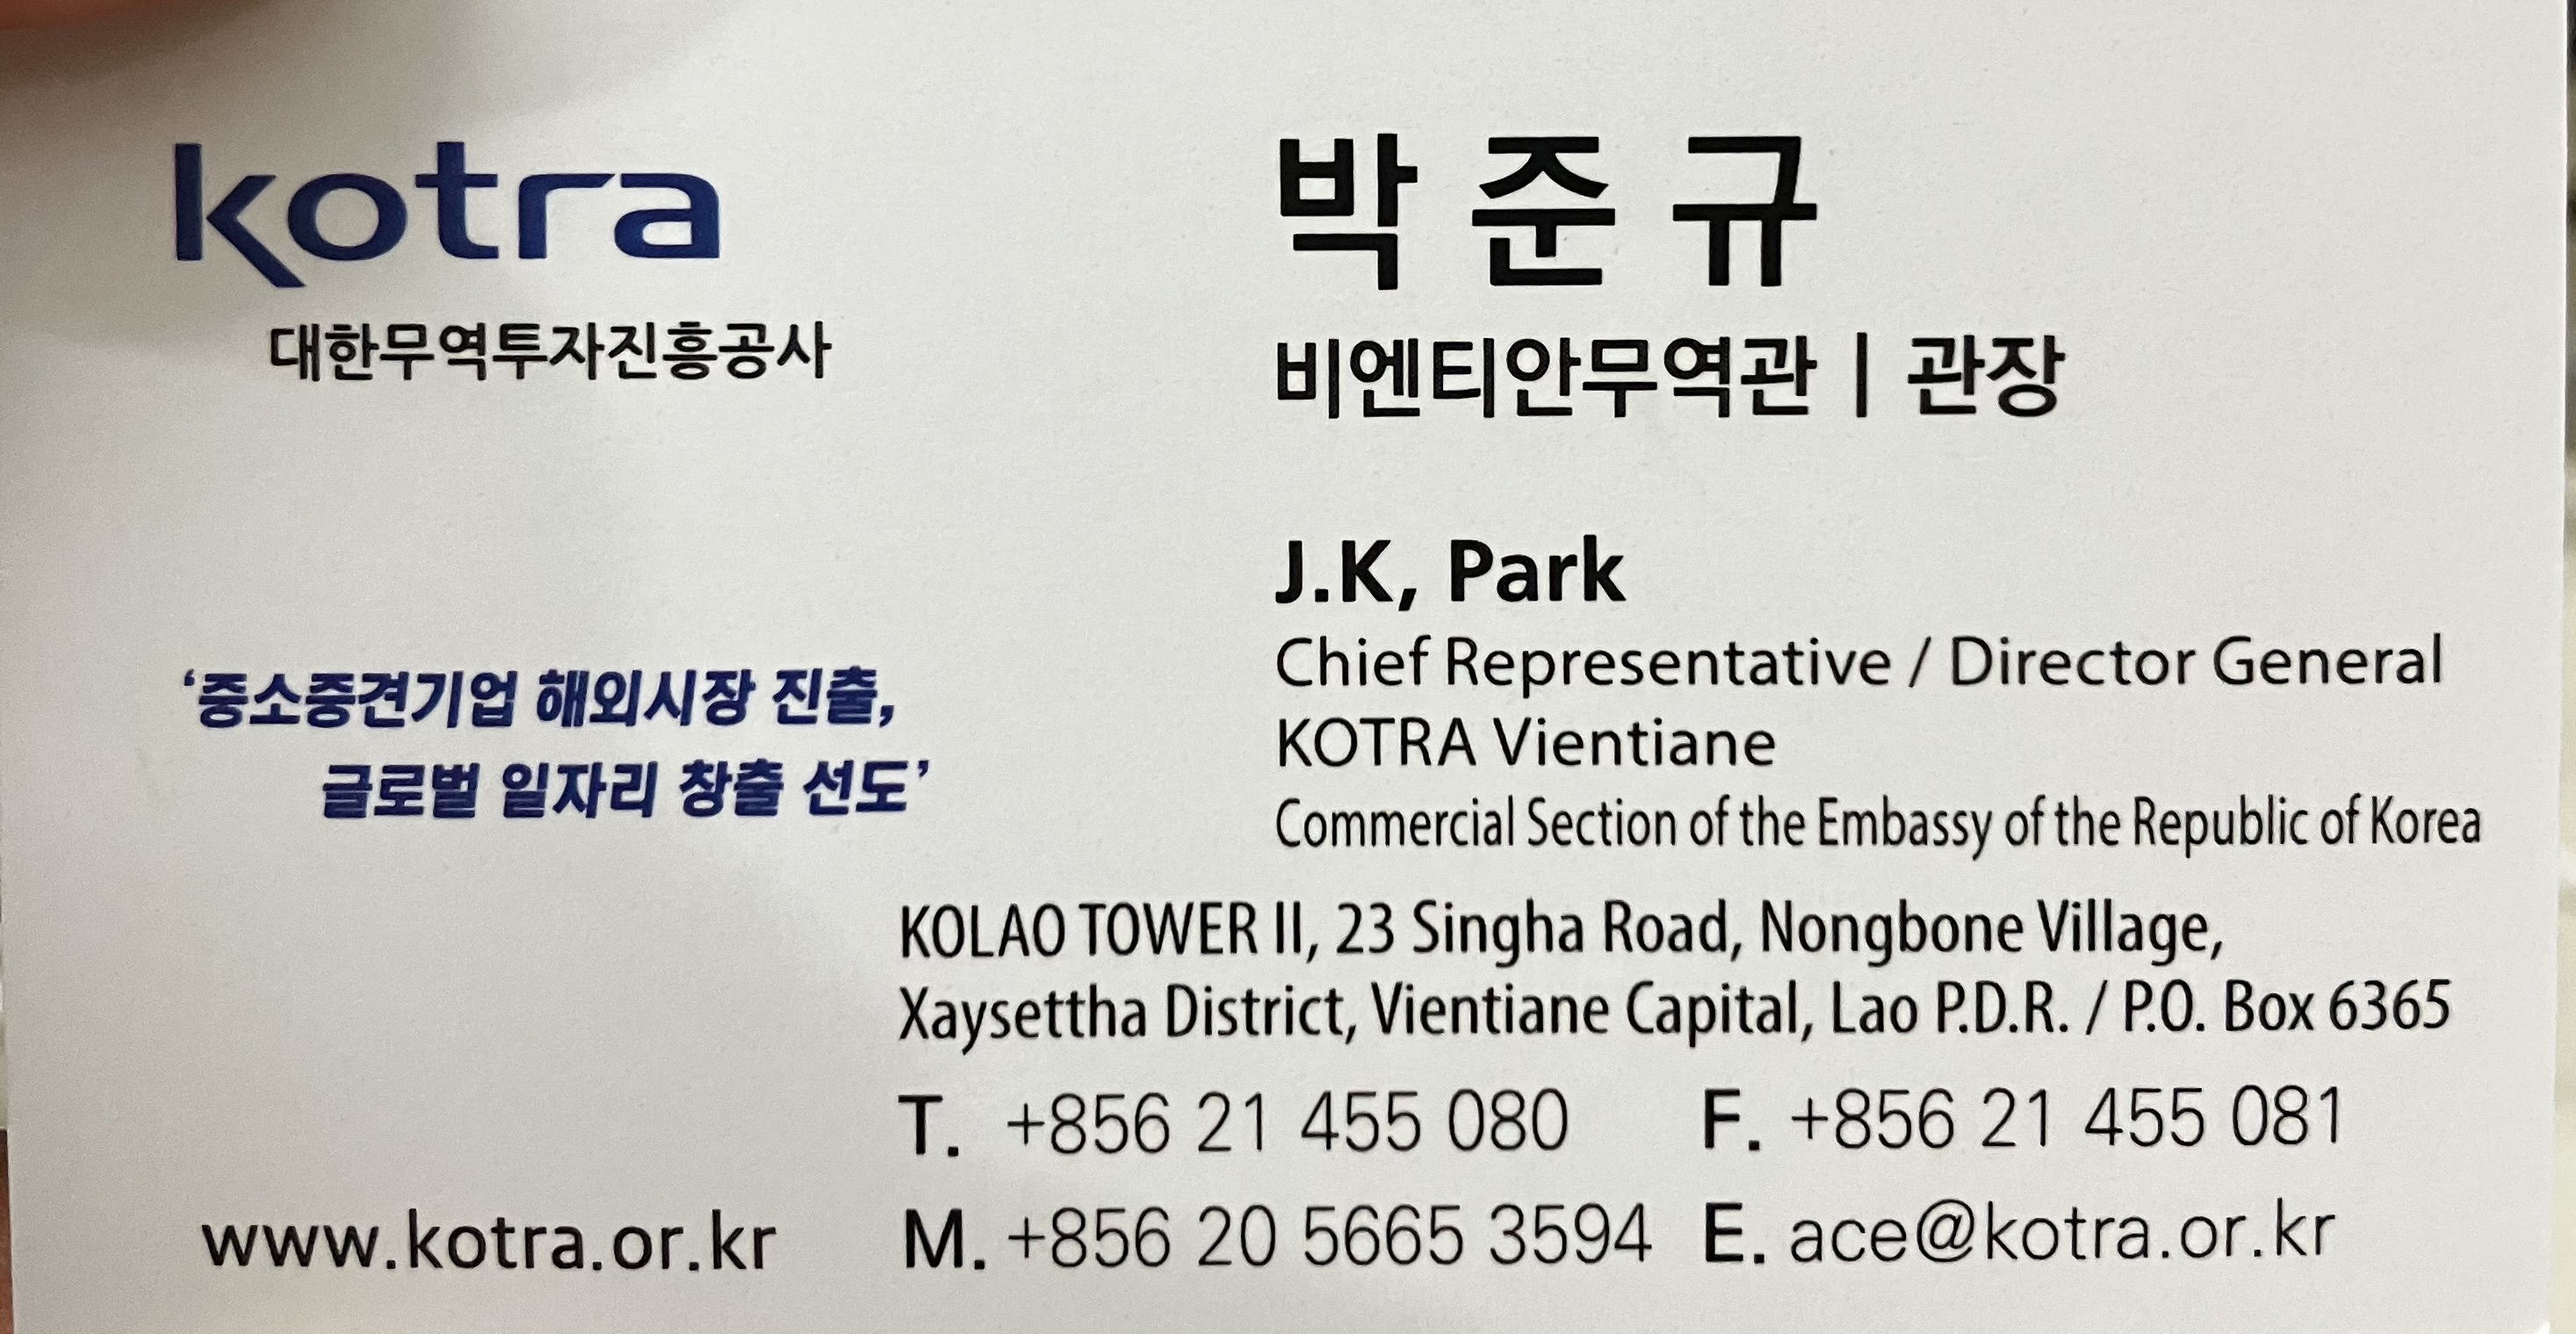 kotra
대한무역투자진흥공사
박준규
비엔티안무역관 | 관장
J.K, Park
Chief Representative / Director General
KOTRA Vientiane
Commercial Section of the Embassy of the Republic of Korea
‘중소중견기업 해외시장 진출,
글로벌 일자리 창출 선도’
KOLAO TOWER II, 23 Singha Road, Nongbone Village,
Xaysettha District, Vientiane Capital, Lao P.D.R. / P.O. Box 6365
T. +856 21 455 080 F. +856 21 455 081
www.kotra.or.kr M. +856 20 5665 3594 E. ace@kotra.or.kr